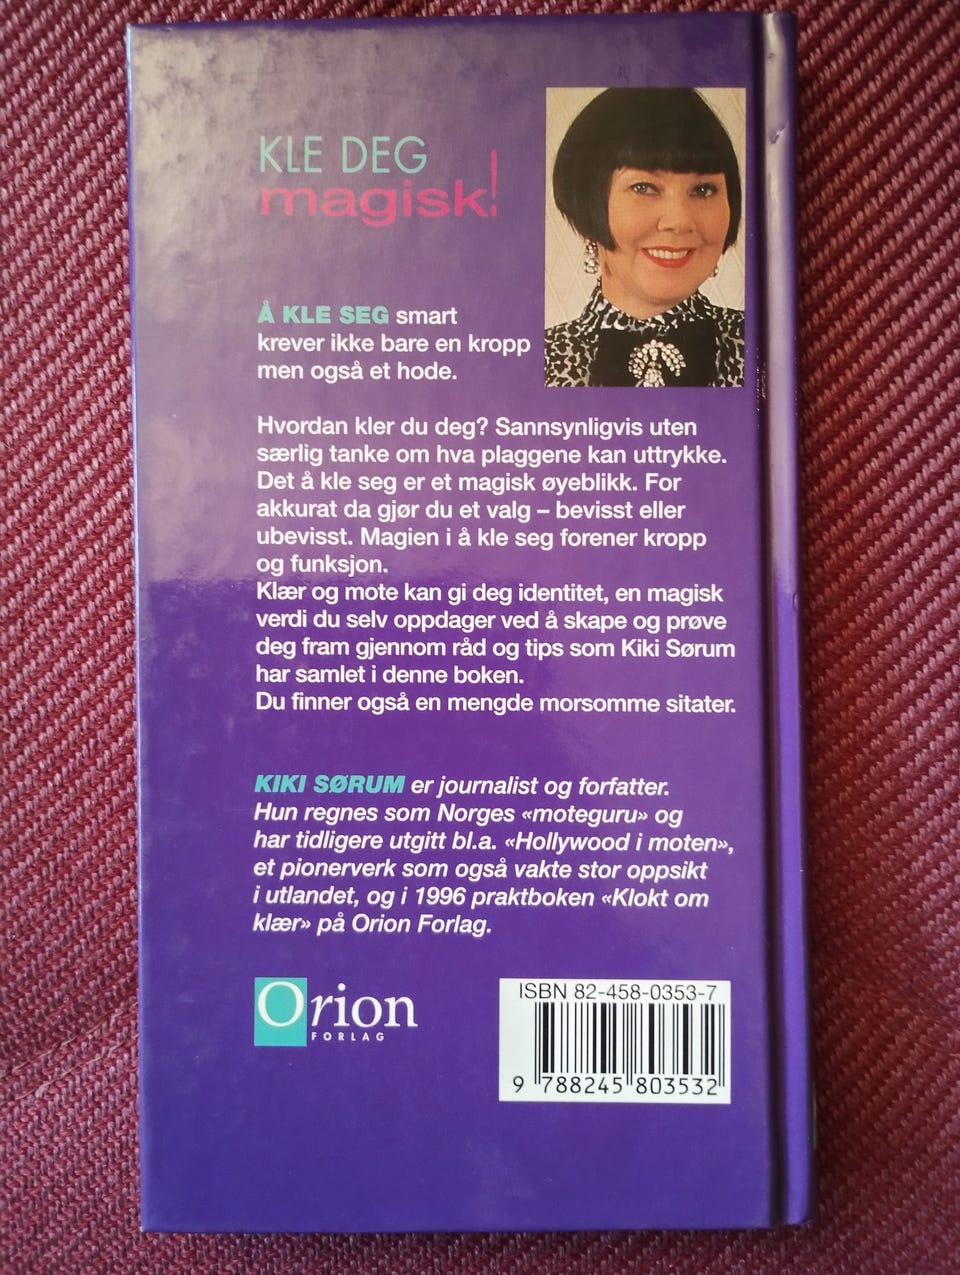 KLE DEG
magisk!
Å KLE SEG smart
krever ikke bare en kropp
men også et hode.
Hvordan kler du deg? Sannsynligvis uten
særlig tanke om hva plaggene kan uttrykke.
Det å kle seg er et magisk øyeblikk. For
akkurat da gjør du et valg – bevisst eller
ubevisst. Magien i å kle seg forener kropp
og funksjon.
Klær og mote kan gi deg identitet, en magisk
verdi du selv oppdager ved å skape og prøve
deg fram gjennom råd og tips som Kiki Sørum
har samlet i denne boken.
Du finner også en mengde morsomme sitater.
KIKI SØRUM er journalist og forfatter.
Hun regnes som Norges «moteguru» og
har tidligere utgitt bl.a. «Hollywood i moten»,
et pionerverk som også vakte stor oppsikt
i utlandet, og i 1996 praktboken «Klokt om
klær» på Orion Forlag.
Orion
FORLAG
ISBN 82-458-0353-7
9 788245 803532